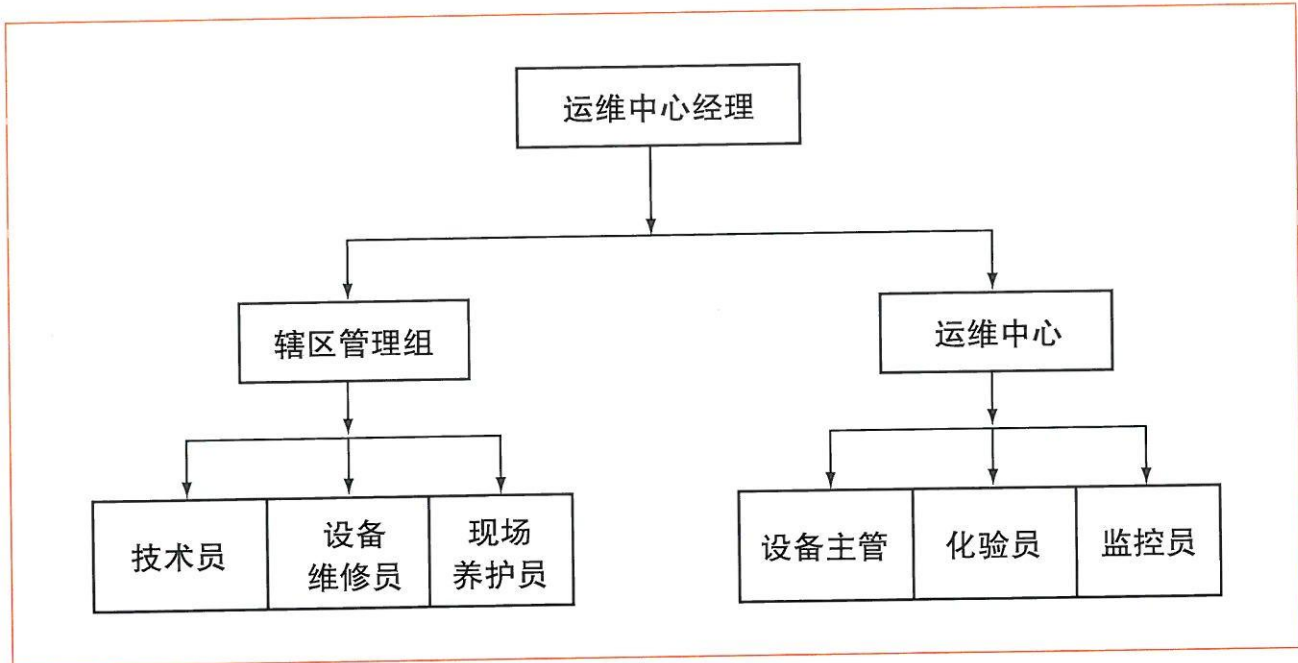 运维中心经理
辖区管理组
运维中心
技术员
设备
维修员
现场
养护员
设备主管
化验员
监控员